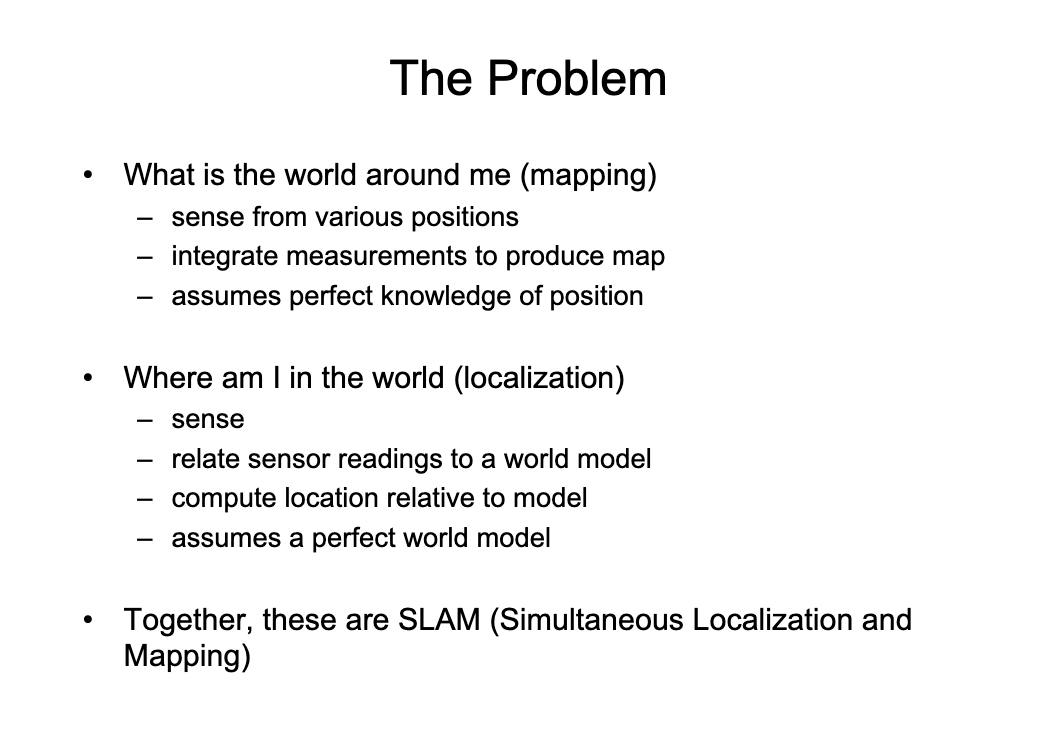 The Problem
• What is the world around me (mapping)
– sense from various positions
– integrate measurements to produce map
– assumes perfect knowledge of position
• Where am I in the world (localization)
– sense
– relate sensor readings to a world model
– compute location relative to model
– assumes a perfect world model
• Together, these are SLAM (Simultaneous Localization and
Mapping)